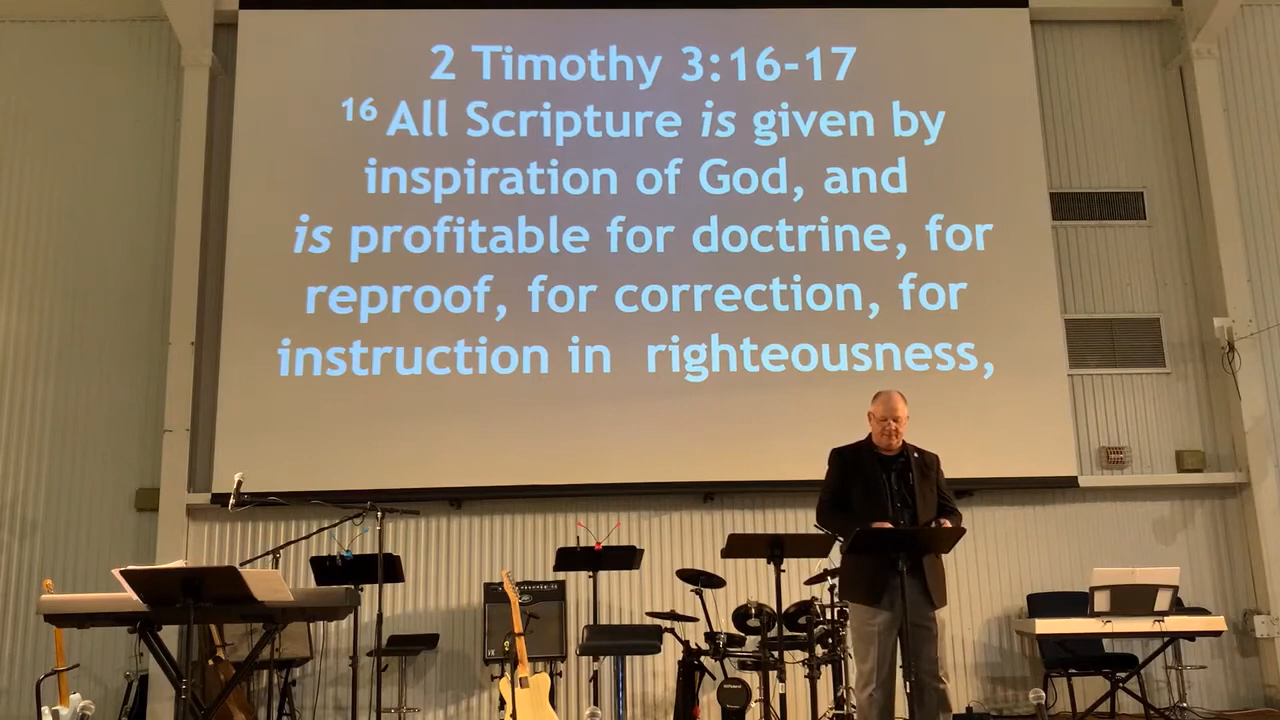 2 Timothy 3:16-17
16 All Scripture is given by
inspiration of God, and
is profitable for doctrine, for
reproof, for correction, for
instruction in righteousness,
Roland